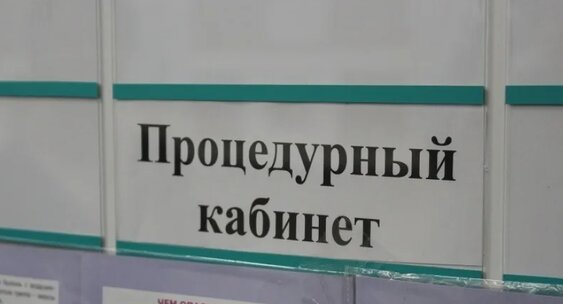 Процедурный
кабинет